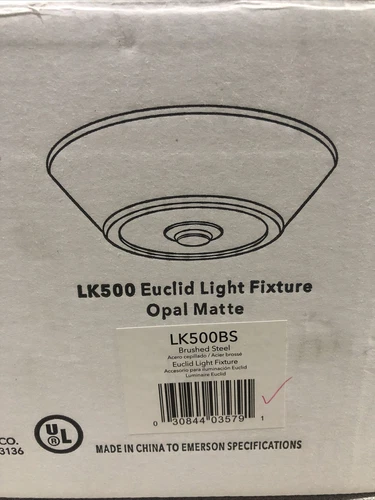 LK500 Euclid Light Fixture
Opal Matte
LK500BS
Brushed Steel
Acero cepillado / Acier brossé
Euclid Light Fixture
Accesorio para iluminación Euclid
Luminaire Euclid
0 30844 03579 1
CO.
3136
UL
MADE IN CHINA TO EMERSON SPECIFICATIONS